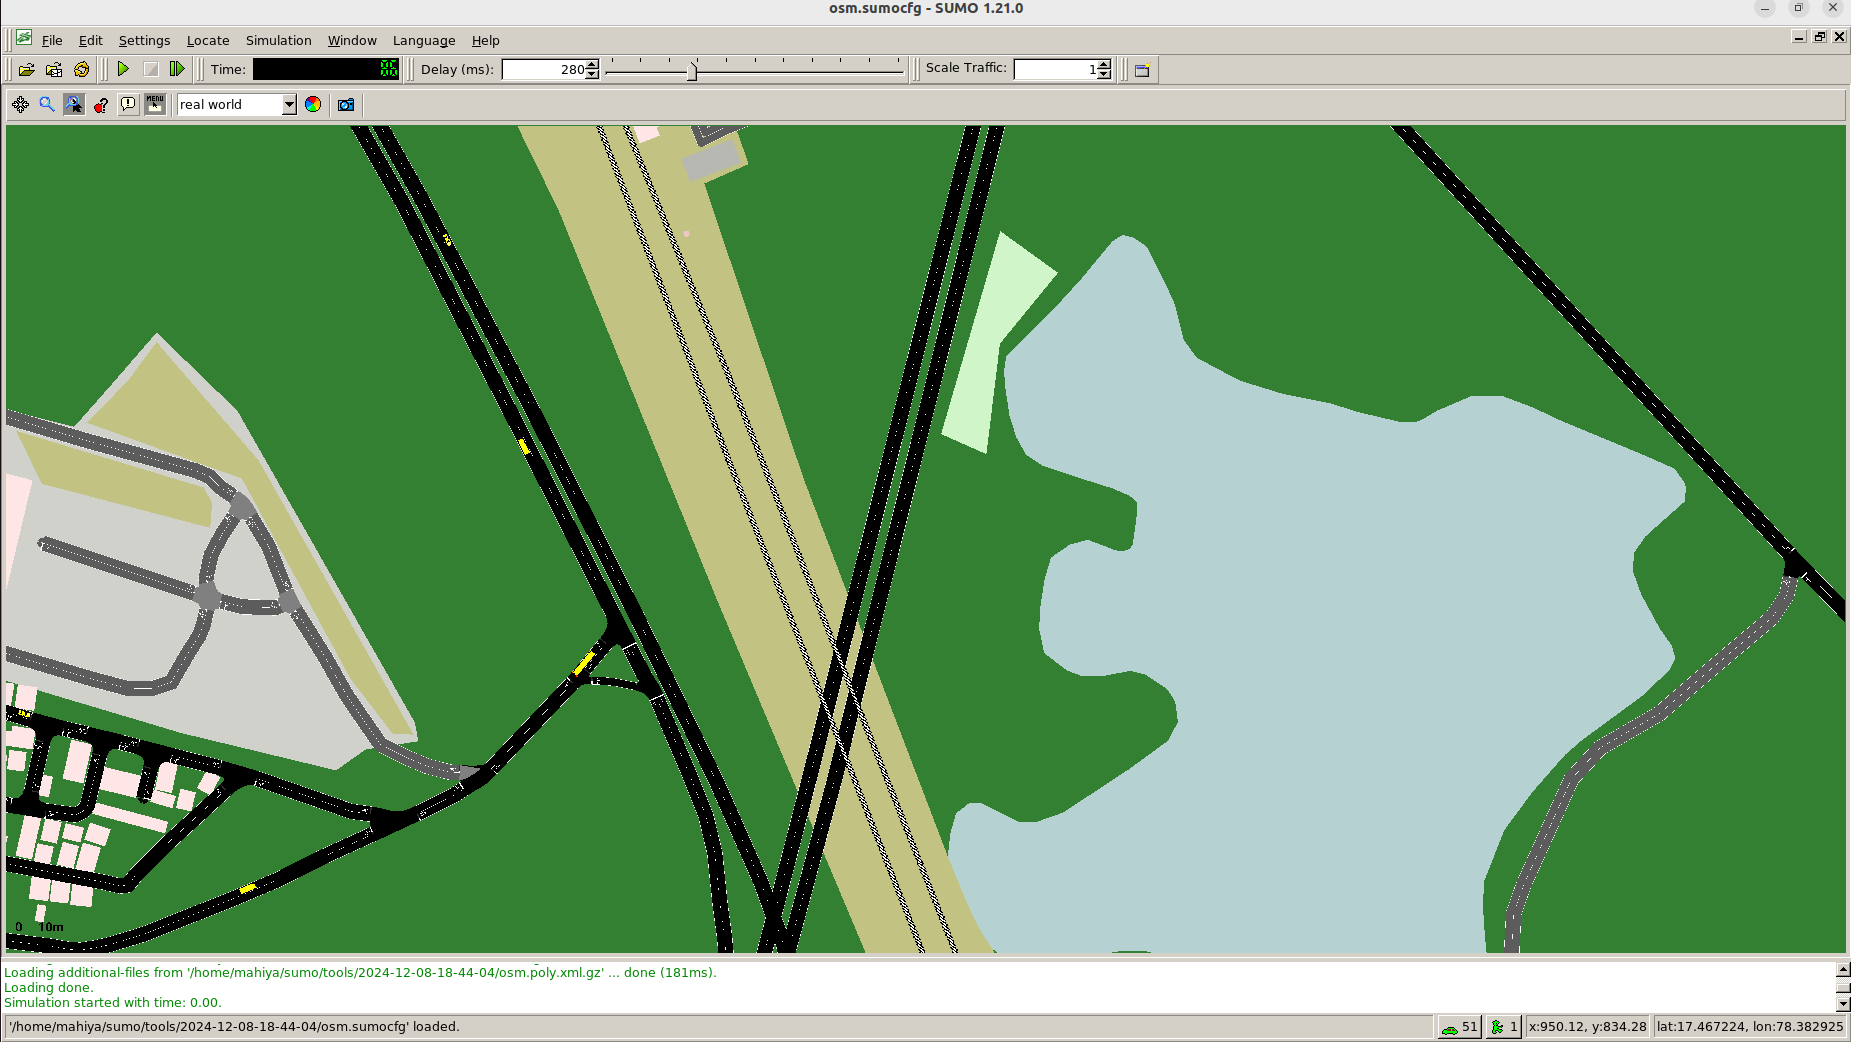 osm.sumocfg - SUMO 1.21.0
File Edit Settings Locate Simulation Window Language Help
Time: 86 Delay (ms): 280 Scale Traffic: 1
MENU real world
0 10m
Loading additional-files from '/home/mahiya/sumo/tools/2024-12-08-18-44-04/osm.poly.xml.gz' ... done (181ms).
Loading done.
Simulation started with time: 0.00.
'/home/mahiya/sumo/tools/2024-12-08-18-44-04/osm.sumocfg' loaded.
51 1 x:950.12, y:834.28 lat:17.467224, lon:78.382925